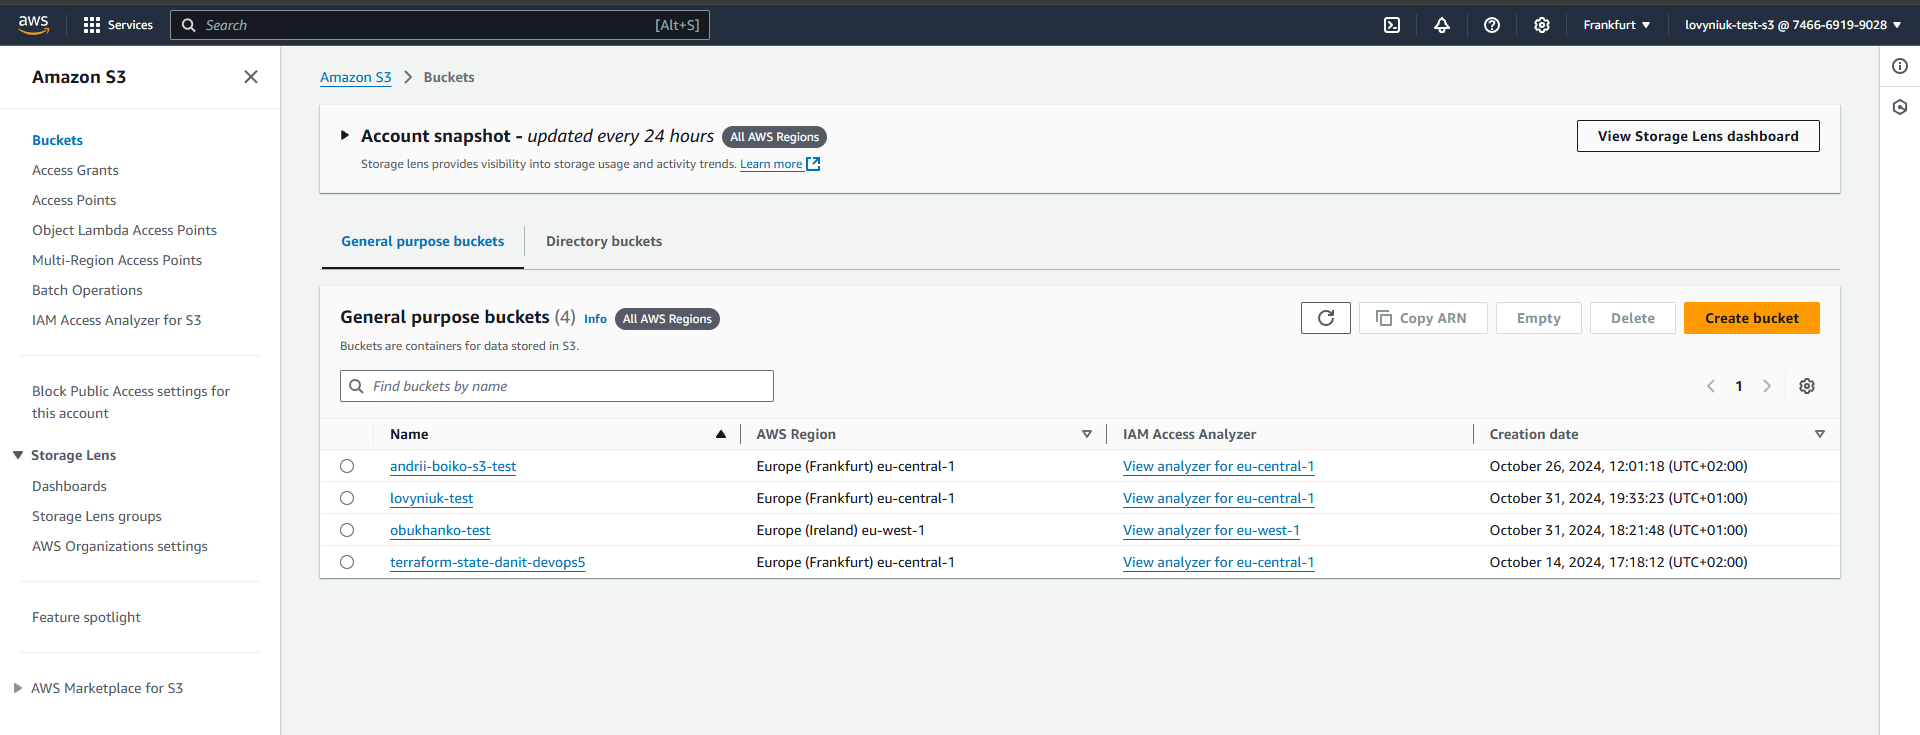 aws
Services
Search
[Alt+S]
Frankfurt
lovyniuk-test-s3 @ 7466-6919-9028
Amazon S3
Buckets
Access Grants
Access Points
Object Lambda Access Points
Multi-Region Access Points
Batch Operations
IAM Access Analyzer for S3
Block Public Access settings for
this account
Storage Lens
Dashboards
Storage Lens groups
AWS Organizations settings
Feature spotlight
AWS Marketplace for S3
Amazon S3 > Buckets
Account snapshot - updated every 24 hours All AWS Regions
Storage lens provides visibility into storage usage and activity trends. Learn more
View Storage Lens dashboard
General purpose buckets
Directory buckets
General purpose buckets (4) Info All AWS Regions
Buckets are containers for data stored in S3.
Copy ARN
Empty
Delete
Create bucket
Find buckets by name
1
Name AWS Region IAM Access Analyzer Creation date
andrii-boiko-s3-test Europe (Frankfurt) eu-central-1 View analyzer for eu-central-1 October 26, 2024, 12:01:18 (UTC+02:00)
lovyniuk-test Europe (Frankfurt) eu-central-1 View analyzer for eu-central-1 October 31, 2024, 19:33:23 (UTC+01:00)
obukhanko-test Europe (Ireland) eu-west-1 View analyzer for eu-west-1 October 31, 2024, 18:21:48 (UTC+01:00)
terraform-state-danit-devops5 Europe (Frankfurt) eu-central-1 View analyzer for eu-central-1 October 14, 2024, 17:18:12 (UTC+02:00)